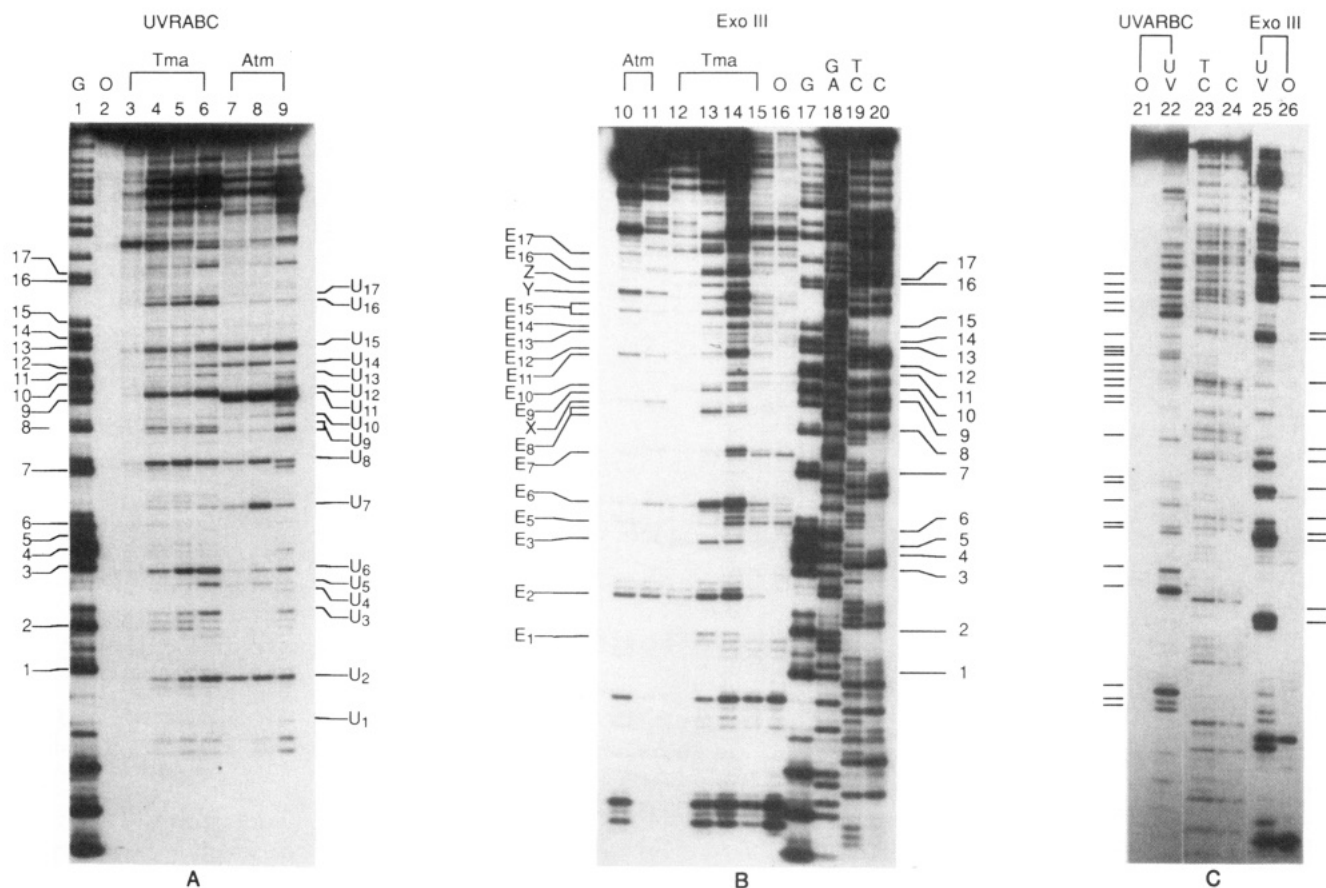 UVRABC
Tma Atm
G O
1 2 3 4 5 6 7 8 9
17
16
15
14
13
12
11
10
9
8
7
6
5
4
3
2
1
U17
U16
U15
U14
U13
U12
U11
U10
U9
U8
U7
U6
U5
U4
U3
U2
U1
A
Exo III
Atm Tma
O G GA TC C
10 11 12 13 14 15 16 17 18 19 20
E17
E16
Z
Y
E15
E14
E13
E12
E11
E10
E9
X
E8
E7
E6
E5
E3
E2
E1
17
16
15
14
13
12
11
10
9
8
7
6
5
4
3
2
1
B
UVARBC Exo III
O UV TC C UV O
21 22 23 24 25 26
C